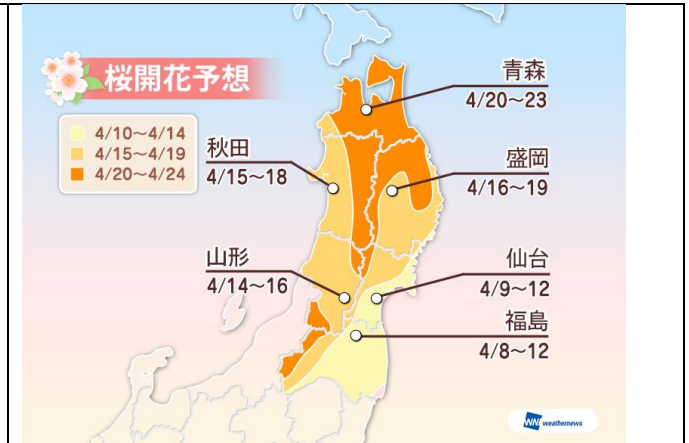 桜開花予想
4/10〜4/14
4/15〜4/19
4/20〜4/24
青森
4/20〜23
秋田
4/15〜18
盛岡
4/16〜19
山形
4/14〜16
仙台
4/9〜12
福島
4/8〜12
WN weathernews